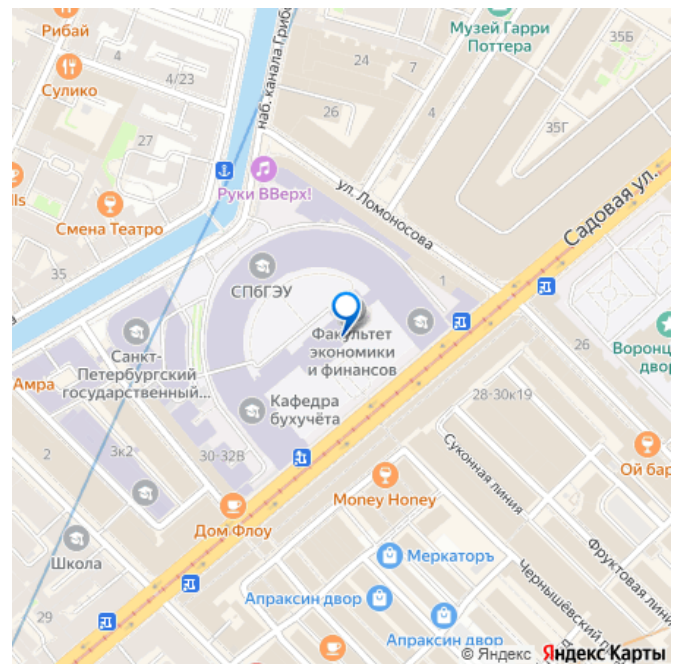 Рибай
4
4/23
Сулико
27
наб. канала Грибо
24
7
26
4
Музей Гарри
Поттера
35Б
35Г
Руки ВВерх!
ул. Ломоносова
Садовая ул.
lls
Смена Театро
35
СПбГЭУ
1
Факультет
экономики
и финансов
26
Воронц
двор
Санкт-
Петербургский
государственный...
Амра
Кафедра
бухучёта
28-30к19
2
3к2
30-32В
Суконная линия
Ой бар
Money Honey
Дом Флоу
Школа
Меркаторъ
Фруктовая лини
Чернышёвский п
29
Апраксин двор
Апраксин двор
© Яндекс Яндекс Карты